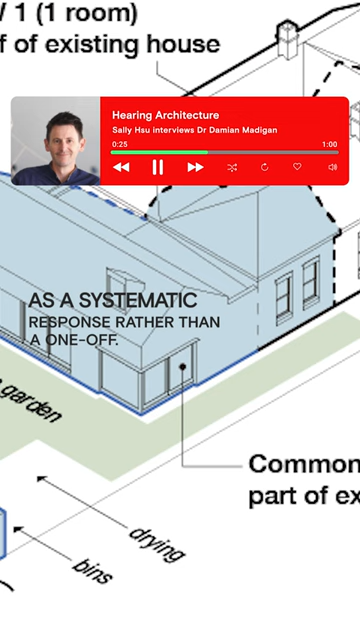 / 1 (1 room)
f of existing house
Hearing Architecture
Sally Hsu interviews Dr Damian Madigan
0:25
1:00
AS A SYSTEMATIC
RESPONSE RATHER THAN
A ONE-OFF.
garden
Common
part of ex
drying
bins